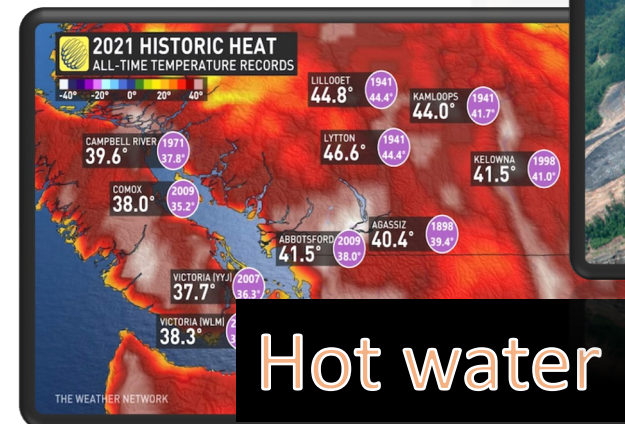 2021 HISTORIC HEAT
ALL-TIME TEMPERATURE RECORDS
-40° -20° 0° 20° 40°
LILLOOET
44.8°
1941
44.4°
KAMLOOPS
44.0°
1941
41.7°
CAMPBELL RIVER
39.6°
1971
37.8°
LYTTON
46.6°
1941
44.4°
KELOWNA
41.5°
1998
41.0°
COMOX
38.0°
2009
35.2°
ABBOTSFORD
41.5°
2009
38.0°
AGASSIZ
40.4°
1898
39.4°
VICTORIA (YYJ)
37.7°
2007
36.3°
VICTORIA (WLM)
38.3°
Hot water
THE WEATHER NETWORK